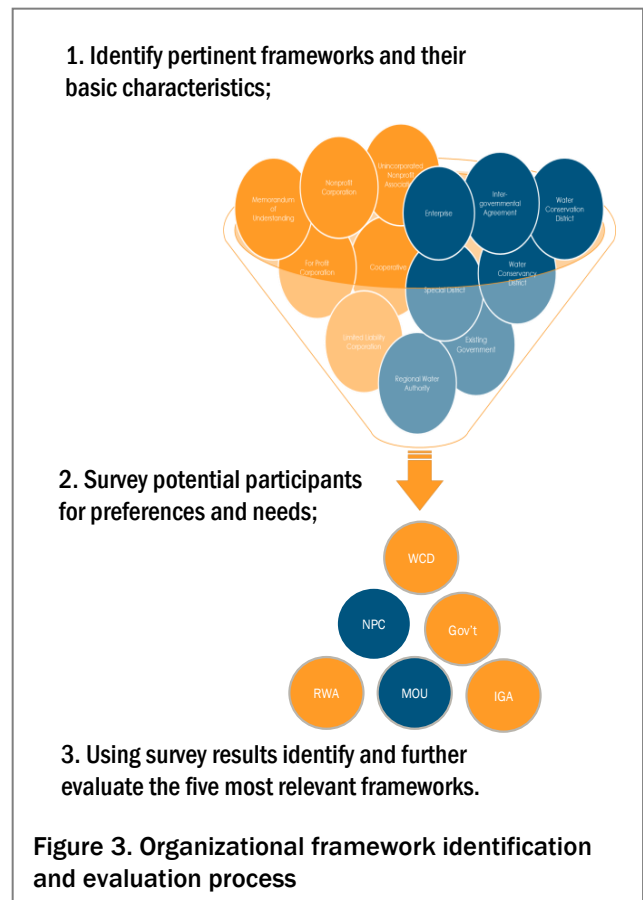 1. Identify pertinent frameworks and their
basic characteristics;
Unincorporated
Nonprofit
Association
Nonprofit
Corporation
Memorandum
of
Understanding
Enterprise
Inter-
governmental
Agreement
Water
Conservation
District
For Profit
Corporation
Cooperative
Special District
Water
Conservancy
District
Limited Liability
Corporation
Existing
Government
Regional Water
Authority
2. Survey potential participants
for preferences and needs;
WCD
NPC
Gov't
RWA
MOU
IGA
3. Using survey results identify and further
evaluate the five most relevant frameworks.
Figure 3. Organizational framework identification
and evaluation process